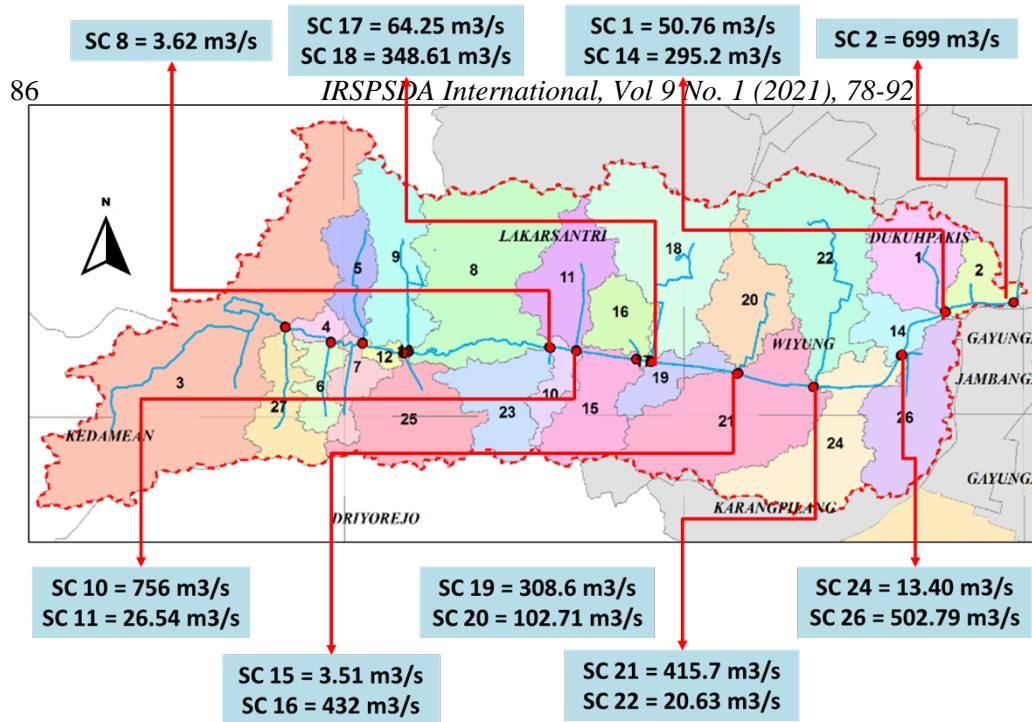 SC 8 = 3.62 m3/s
SC 17 = 64.25 m3/s
SC 18 = 348.61 m3/s
SC 1 = 50.76 m3/s
SC 14 = 295.2 m3/s
SC 2 = 699 m3/s
86
IRSPSDA International, Vol 9 No. 1 (2021), 78-92
N
LAKARSANTRI
DUKUHPAKIS
5
9
8
11
18
22
1
2
16
20
4
WIYUNG
14
GAYUNG
12
7
19
3
6
JAMBANG
27
25
23
10
15
21
26
KEDAMEAN
24
GAYUNG
KARANGPILANG
DRIYOREJO
SC 10 = 756 m3/s
SC 11 = 26.54 m3/s
SC 19 = 308.6 m3/s
SC 20 = 102.71 m3/s
SC 24 = 13.40 m3/s
SC 26 = 502.79 m3/s
SC 15 = 3.51 m3/s
SC 16 = 432 m3/s
SC 21 = 415.7 m3/s
SC 22 = 20.63 m3/s